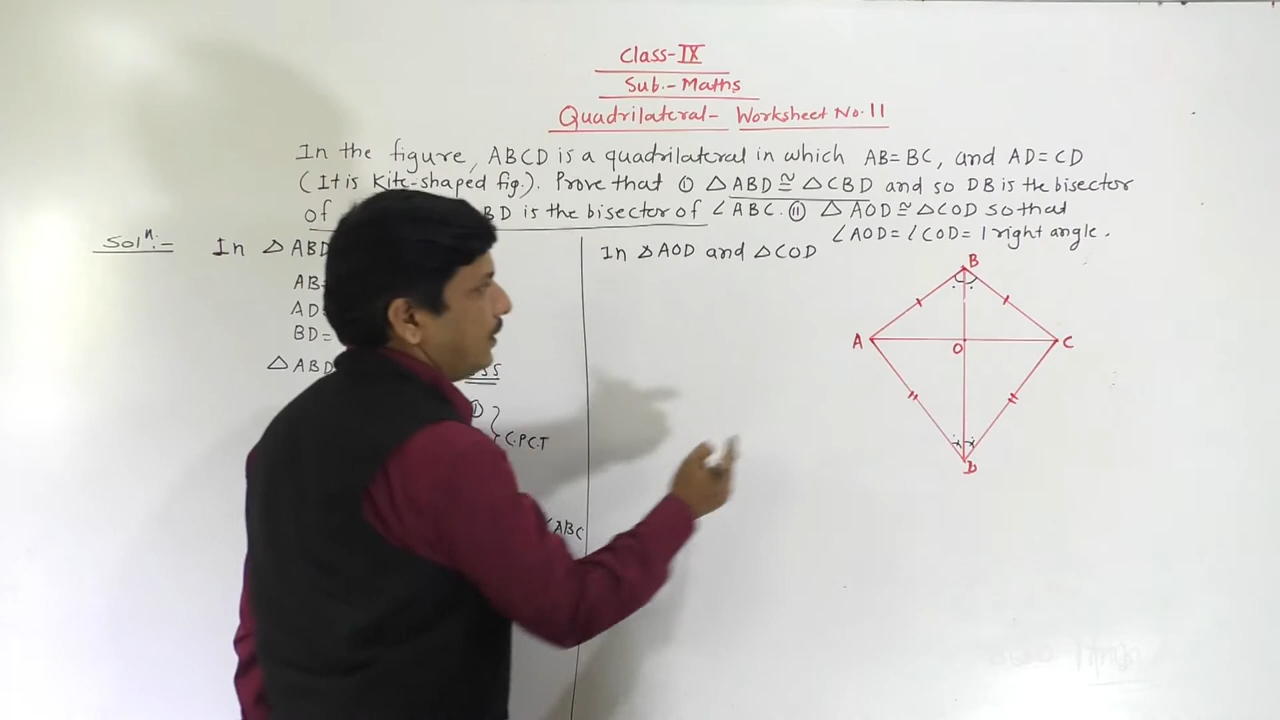 Class-IX
Sub.- Maths
Quadrilateral- Worksheet No.11
In the figure, ABCD is a quadrilateral in which AB=BC, and AD=CD
(It is Kite-shaped fig.). Prove that ① △ABD≅△CBD and so DB is the bisector
of BD is the bisector of ∠ABC. ⑪ △AOD≅△COD so that
∠AOD=∠COD=1 right angle.
Solⁿ:- In △ABD
AB=
AD=
BD=
△ABD SSS
C.P.C.T
∠ABC
In △AOD and △COD
B
A
O
C
D